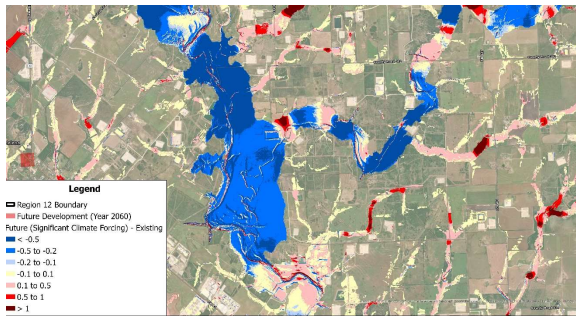 Legend
Region 12 Boundary
Future Development (Year 2060)
Future (Significant Climate Forcing) - Existing
< -0.5
-0.5 to -0.2
-0.2 to -0.1
-0.1 to 0.1
0.1 to 0.5
0.5 to 1
> 1